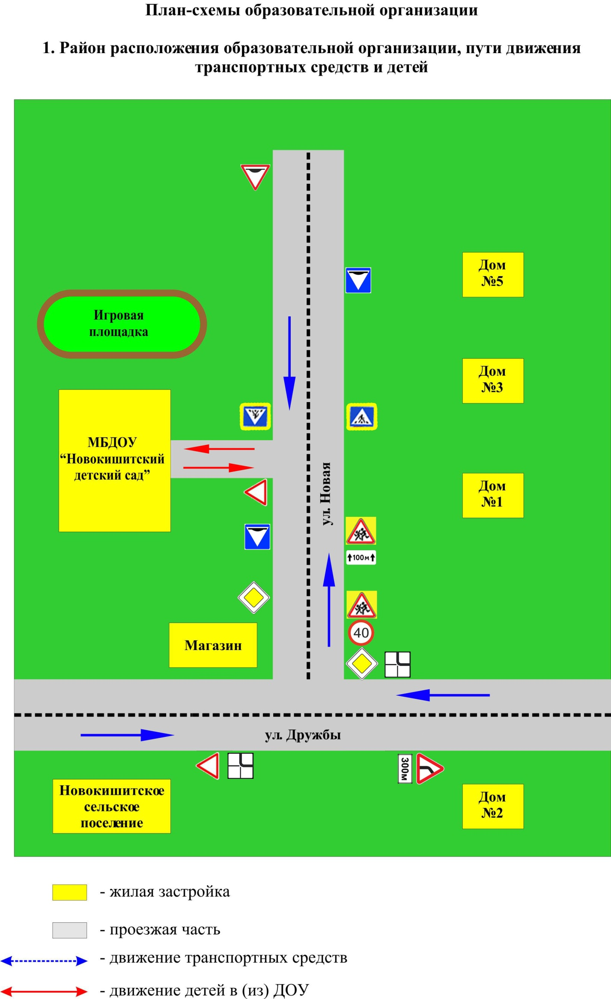 План-схемы образовательной организации
1. Район расположения образовательной организации, пути движения
транспортных средств и детей
Дом
№5
Игровая
площадка
Дом
№3
МБДОУ
“Новокишитский
детский сад”
ул. Новая
Дом
№1
100м
40
Магазин
ул. Дружбы
300м
Новокишитское
сельское
поселение
Дом
№2
- жилая застройка
- проезжая часть
- движение транспортных средств
- движение детей в (из) ДОУ